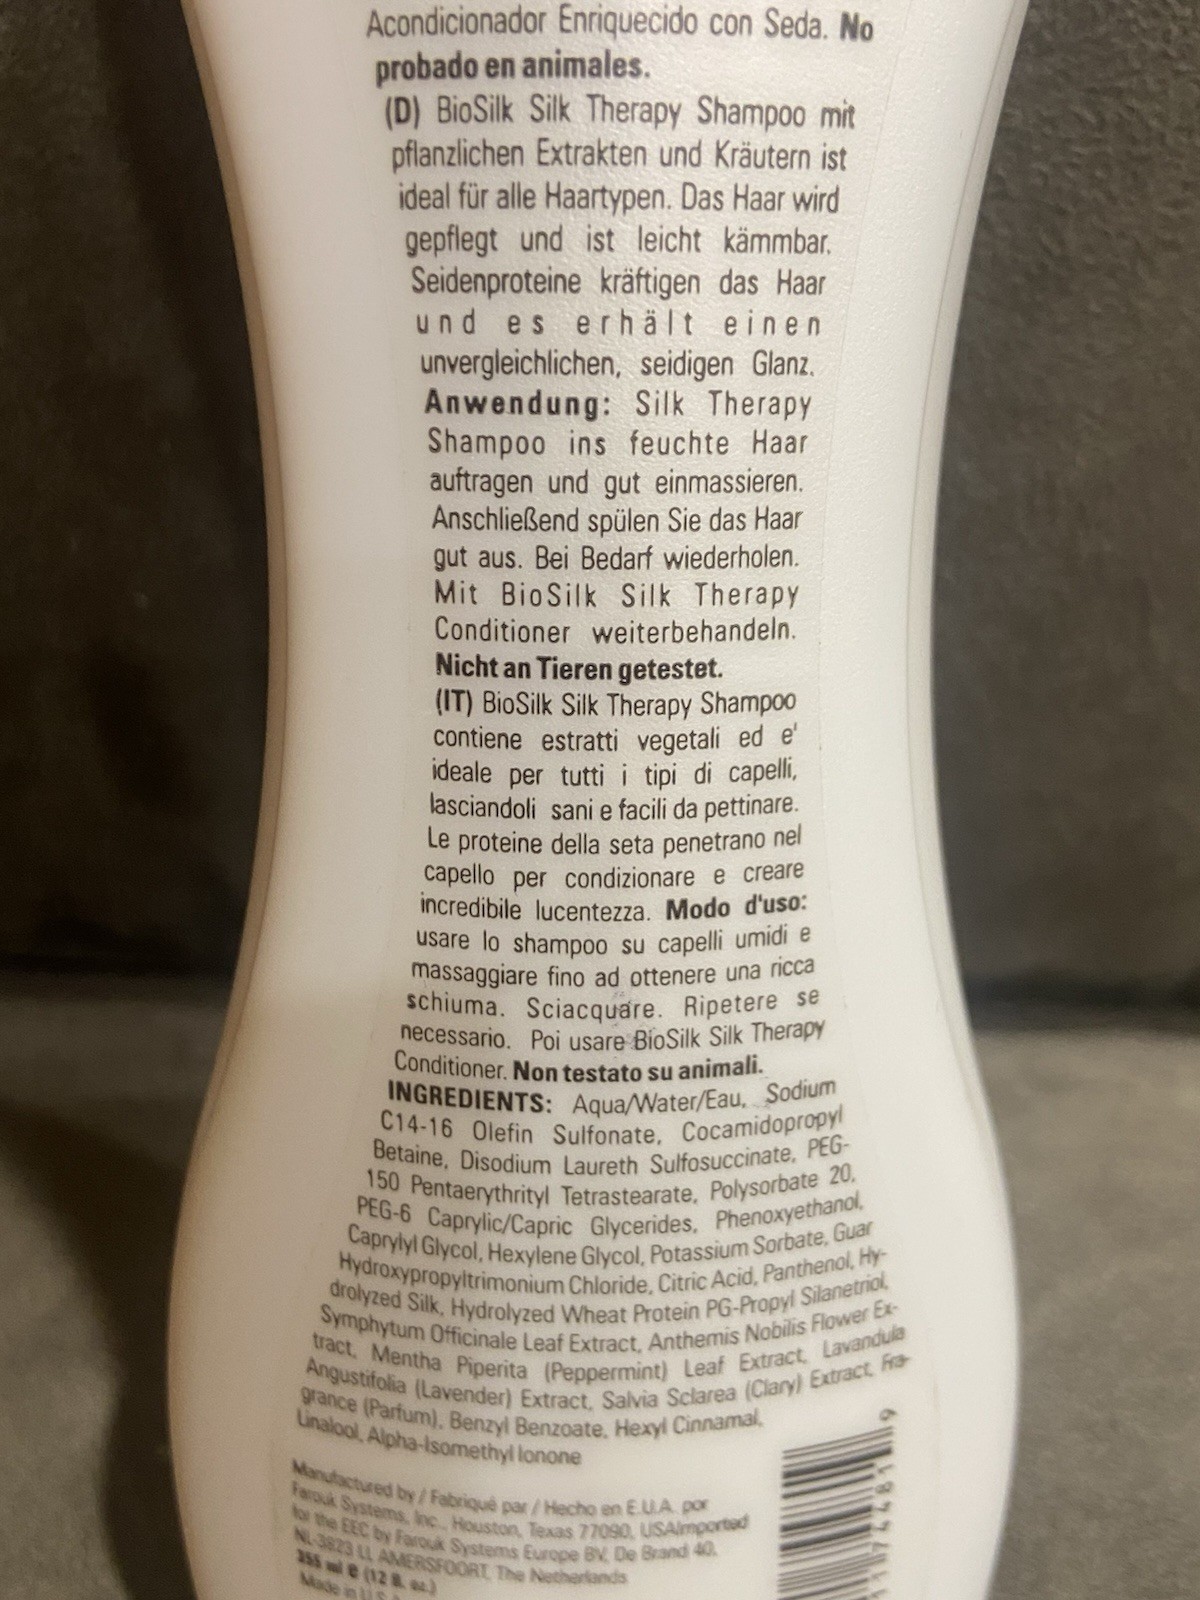 Acondicionador Enriquecido con Seda. No
probado en animales.
(D) BioSilk Silk Therapy Shampoo mit
pflanzlichen Extrakten und Kräutern ist
ideal für alle Haartypen. Das Haar wird
gepflegt und ist leicht kämmbar.
Seidenproteine kräftigen das Haar
und es erhält einen
unvergleichlichen, seidigen Glanz.
Anwendung: Silk Therapy
Shampoo ins feuchte Haar
auftragen und gut einmassieren.
Anschließend spülen Sie das Haar
gut aus. Bei Bedarf wiederholen.
Mit BioSilk Silk Therapy
Conditioner weiterbehandeln.
Nicht an Tieren getestet.
(IT) BioSilk Silk Therapy Shampoo
contiene estratti vegetali ed e'
ideale per tutti i tipi di capelli,
lasciandoli sani e facili da pettinare.
Le proteine della seta penetrano nel
capello per condizionare e creare
incredibile lucentezza. Modo d'uso:
usare lo shampoo su capelli umidi e
massaggiare fino ad ottenere una ricca
schiuma. Sciacquare. Ripetere se
necessario. Poi usare BioSilk Silk Therapy
Conditioner. Non testato su animali.
INGREDIENTS: Aqua/Water/Eau, Sodium
C14-16 Olefin Sulfonate, Cocamidopropyl
Betaine, Disodium Laureth Sulfosuccinate, PEG-
150 Pentaerythrityl Tetrastearate, Polysorbate 20,
PEG-6 Caprylic/Capric Glycerides, Phenoxyethanol,
Caprylyl Glycol, Hexylene Glycol, Potassium Sorbate, Guar
Hydroxypropyltrimonium Chloride, Citric Acid, Panthenol, Hy-
drolyzed Silk, Hydrolyzed Wheat Protein PG-Propyl Silanetriol,
Symphytum Officinale Leaf Extract, Anthemis Nobilis Flower Ex-
tract, Mentha Piperita (Peppermint) Leaf Extract, Lavandula
Angustifolia (Lavender) Extract, Salvia Sclarea (Clary) Extract, Fra-
grance (Parfum), Benzyl Benzoate, Hexyl Cinnamal,
Linalool, Alpha-Isomethyl Ionone
Manufactured by / Fabriqué par / Hecho en E.U.A. por
Farouk Systems, Inc., Houston, Texas 77090, USAImported
for the EEC by Farouk Systems Europe BV, De Brand 40,
NL-3823 LL AMERSFOORT, The Netherlands
355 ml e (12 fl. oz.)
Made in U.S.A